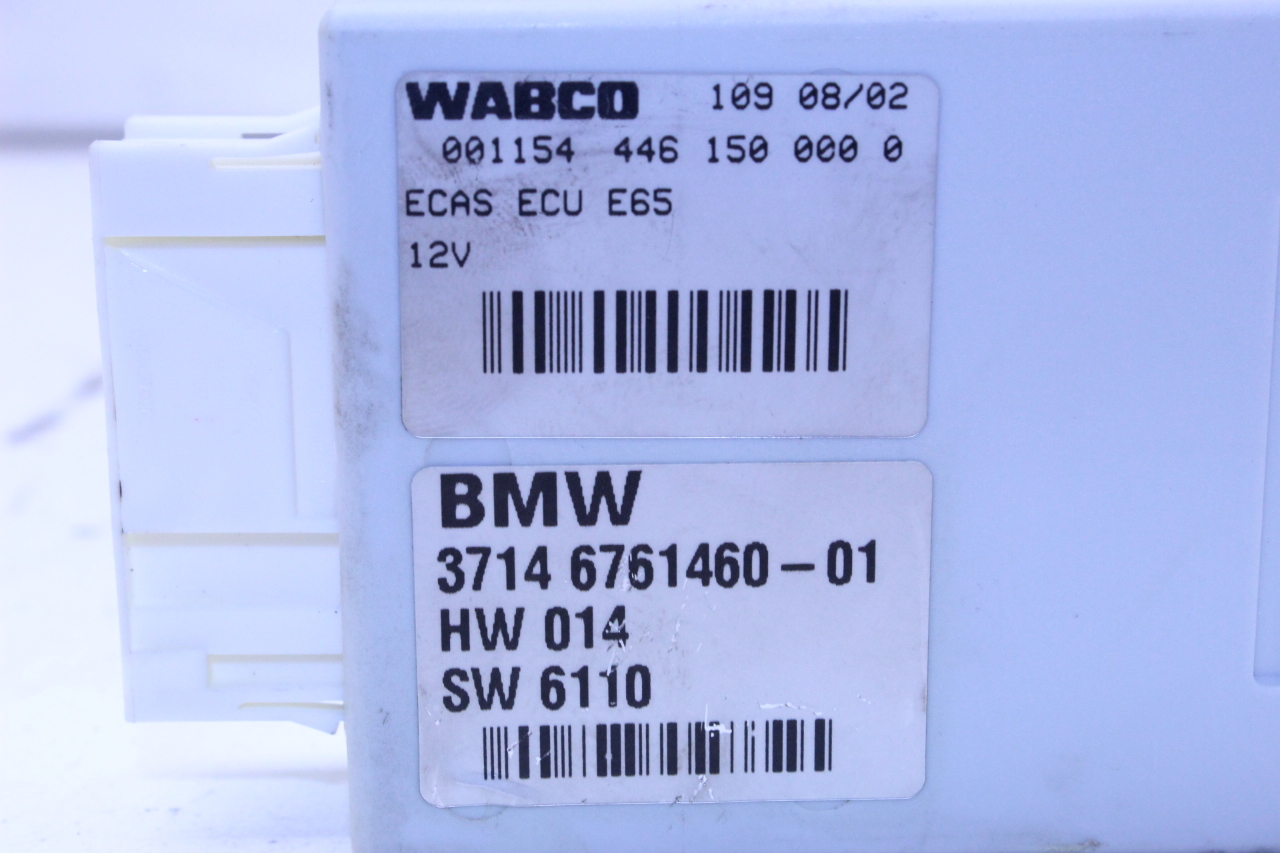 WABCO 109 08/02
001154 446 150 000 0
ECAS ECU E65
12V
BMW
3714 6761460-01
HW 014
SW 6110